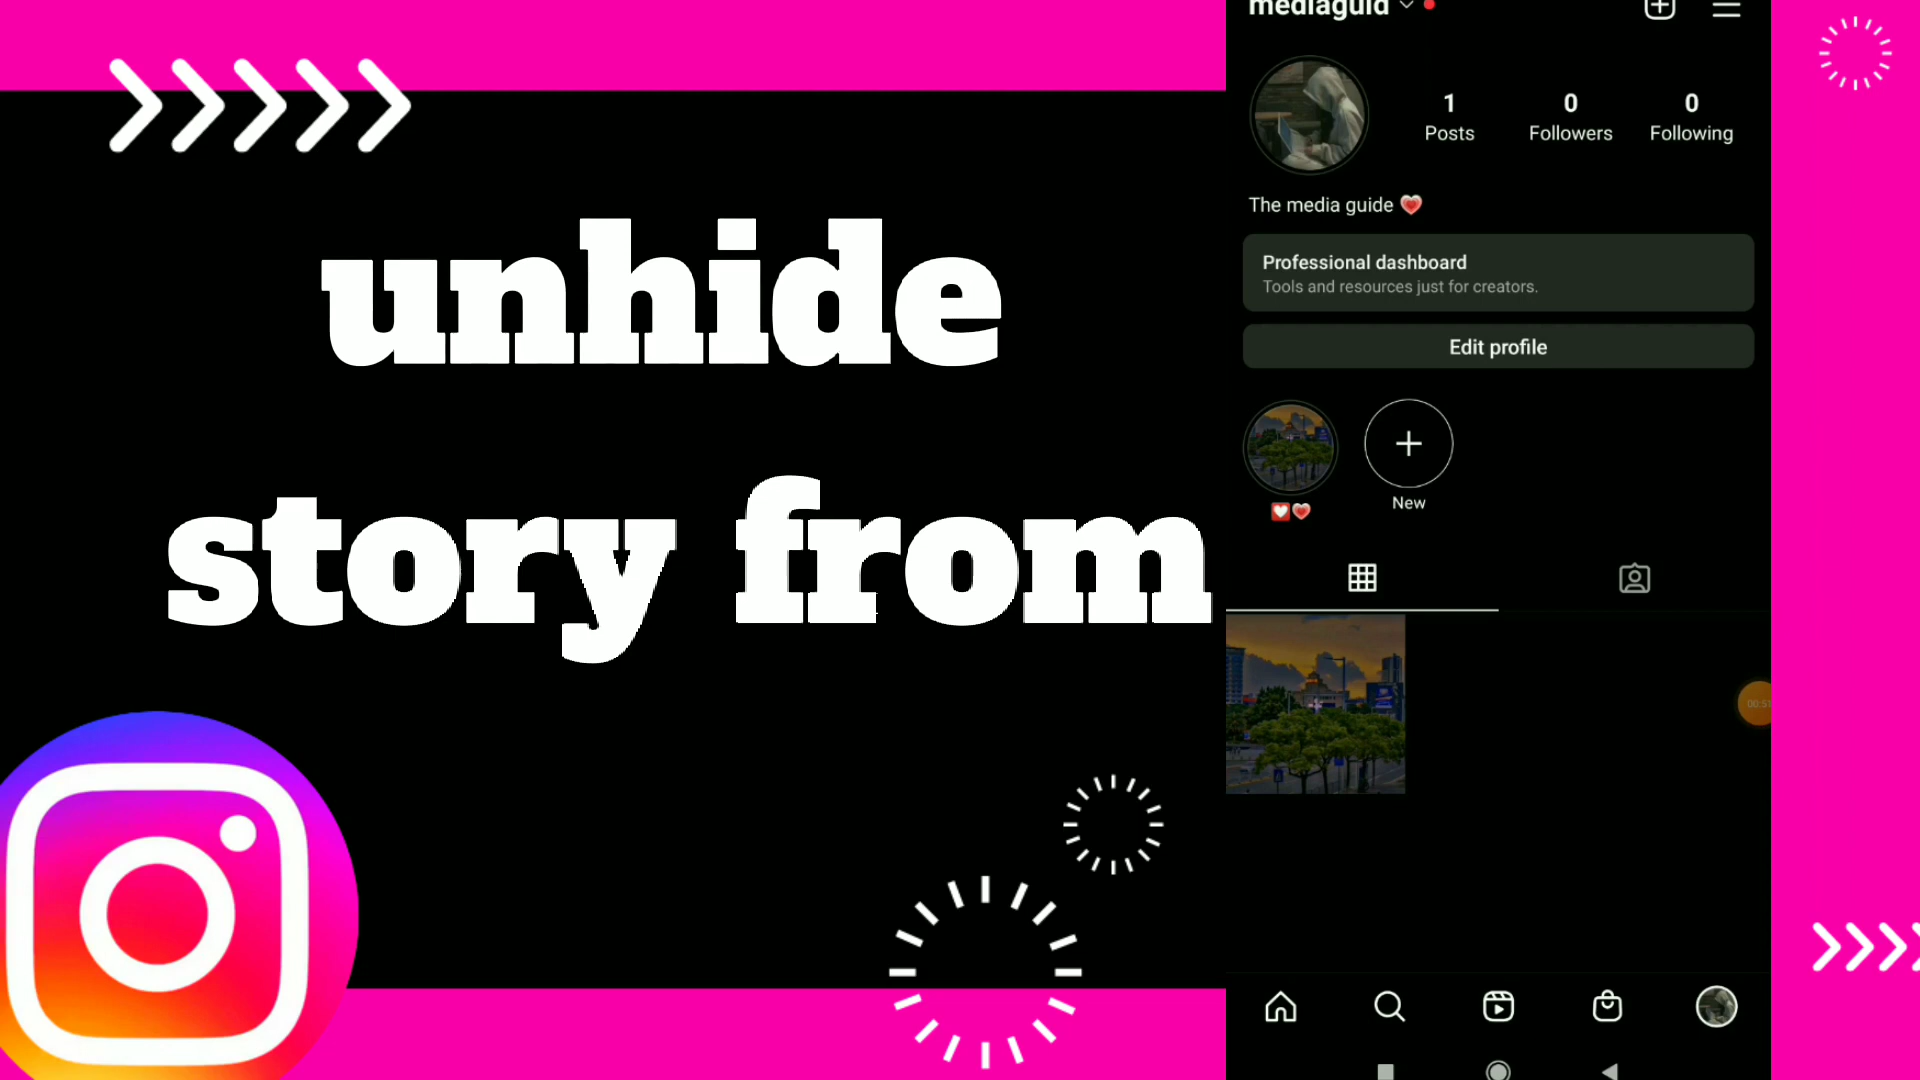 unhide
story from
mediaguid
1
Posts
0
Followers
0
Following
The media guide
Professional dashboard
Tools and resources just for creators.
Edit profile
New